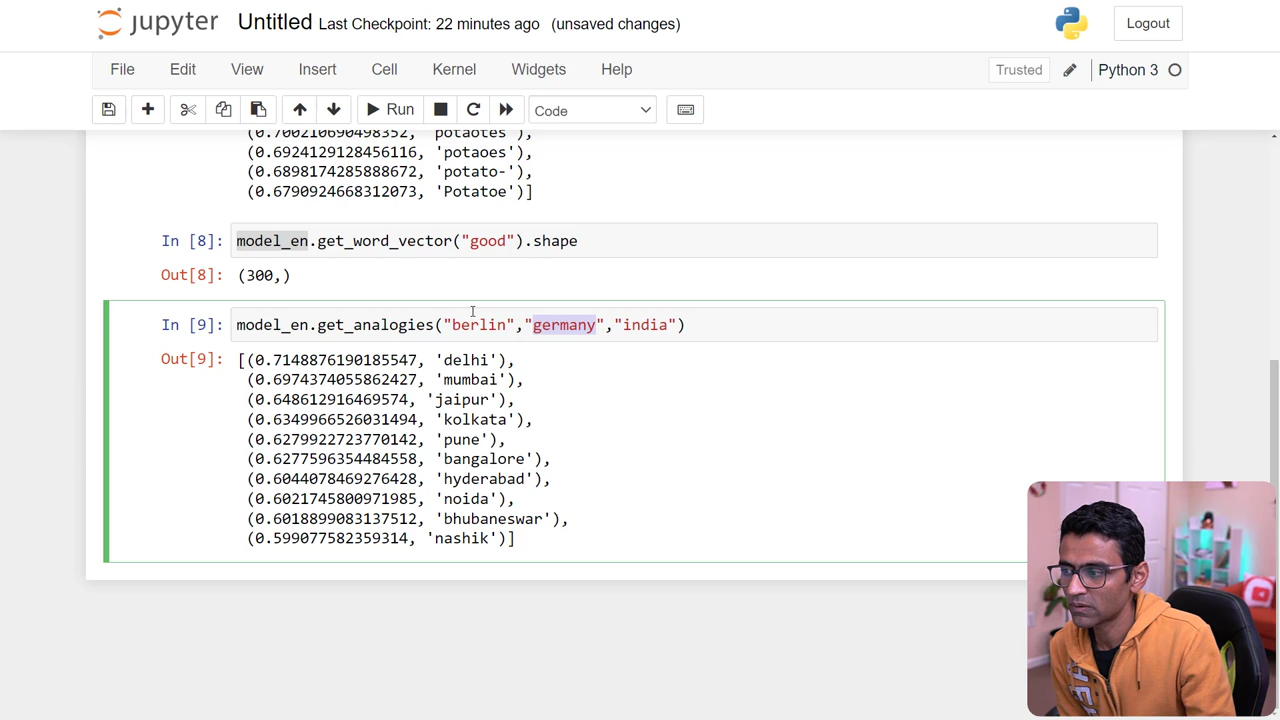 jupyter Untitled Last Checkpoint: 22 minutes ago (unsaved changes) Logout
File Edit View Insert Cell Kernel Widgets Help Trusted Python 3
Run Code
(0.700210690498352, 'potaotes'),
(0.6924129128456116, 'potaoes'),
(0.6898174285888672, 'potato-'),
(0.6790924668312073, 'Potatoe')]
In [8]: model_en.get_word_vector("good").shape
Out[8]: (300,)
In [9]: model_en.get_analogies("berlin","germany","india")
Out[9]: [(0.7148876190185547, 'delhi'),
(0.6974374055862427, 'mumbai'),
(0.648612916469574, 'jaipur'),
(0.6349966526031494, 'kolkata'),
(0.6279922723770142, 'pune'),
(0.6277596354484558, 'bangalore'),
(0.6044078469276428, 'hyderabad'),
(0.6021745800971985, 'noida'),
(0.6018899083137512, 'bhubaneswar'),
(0.599077582359314, 'nashik')]